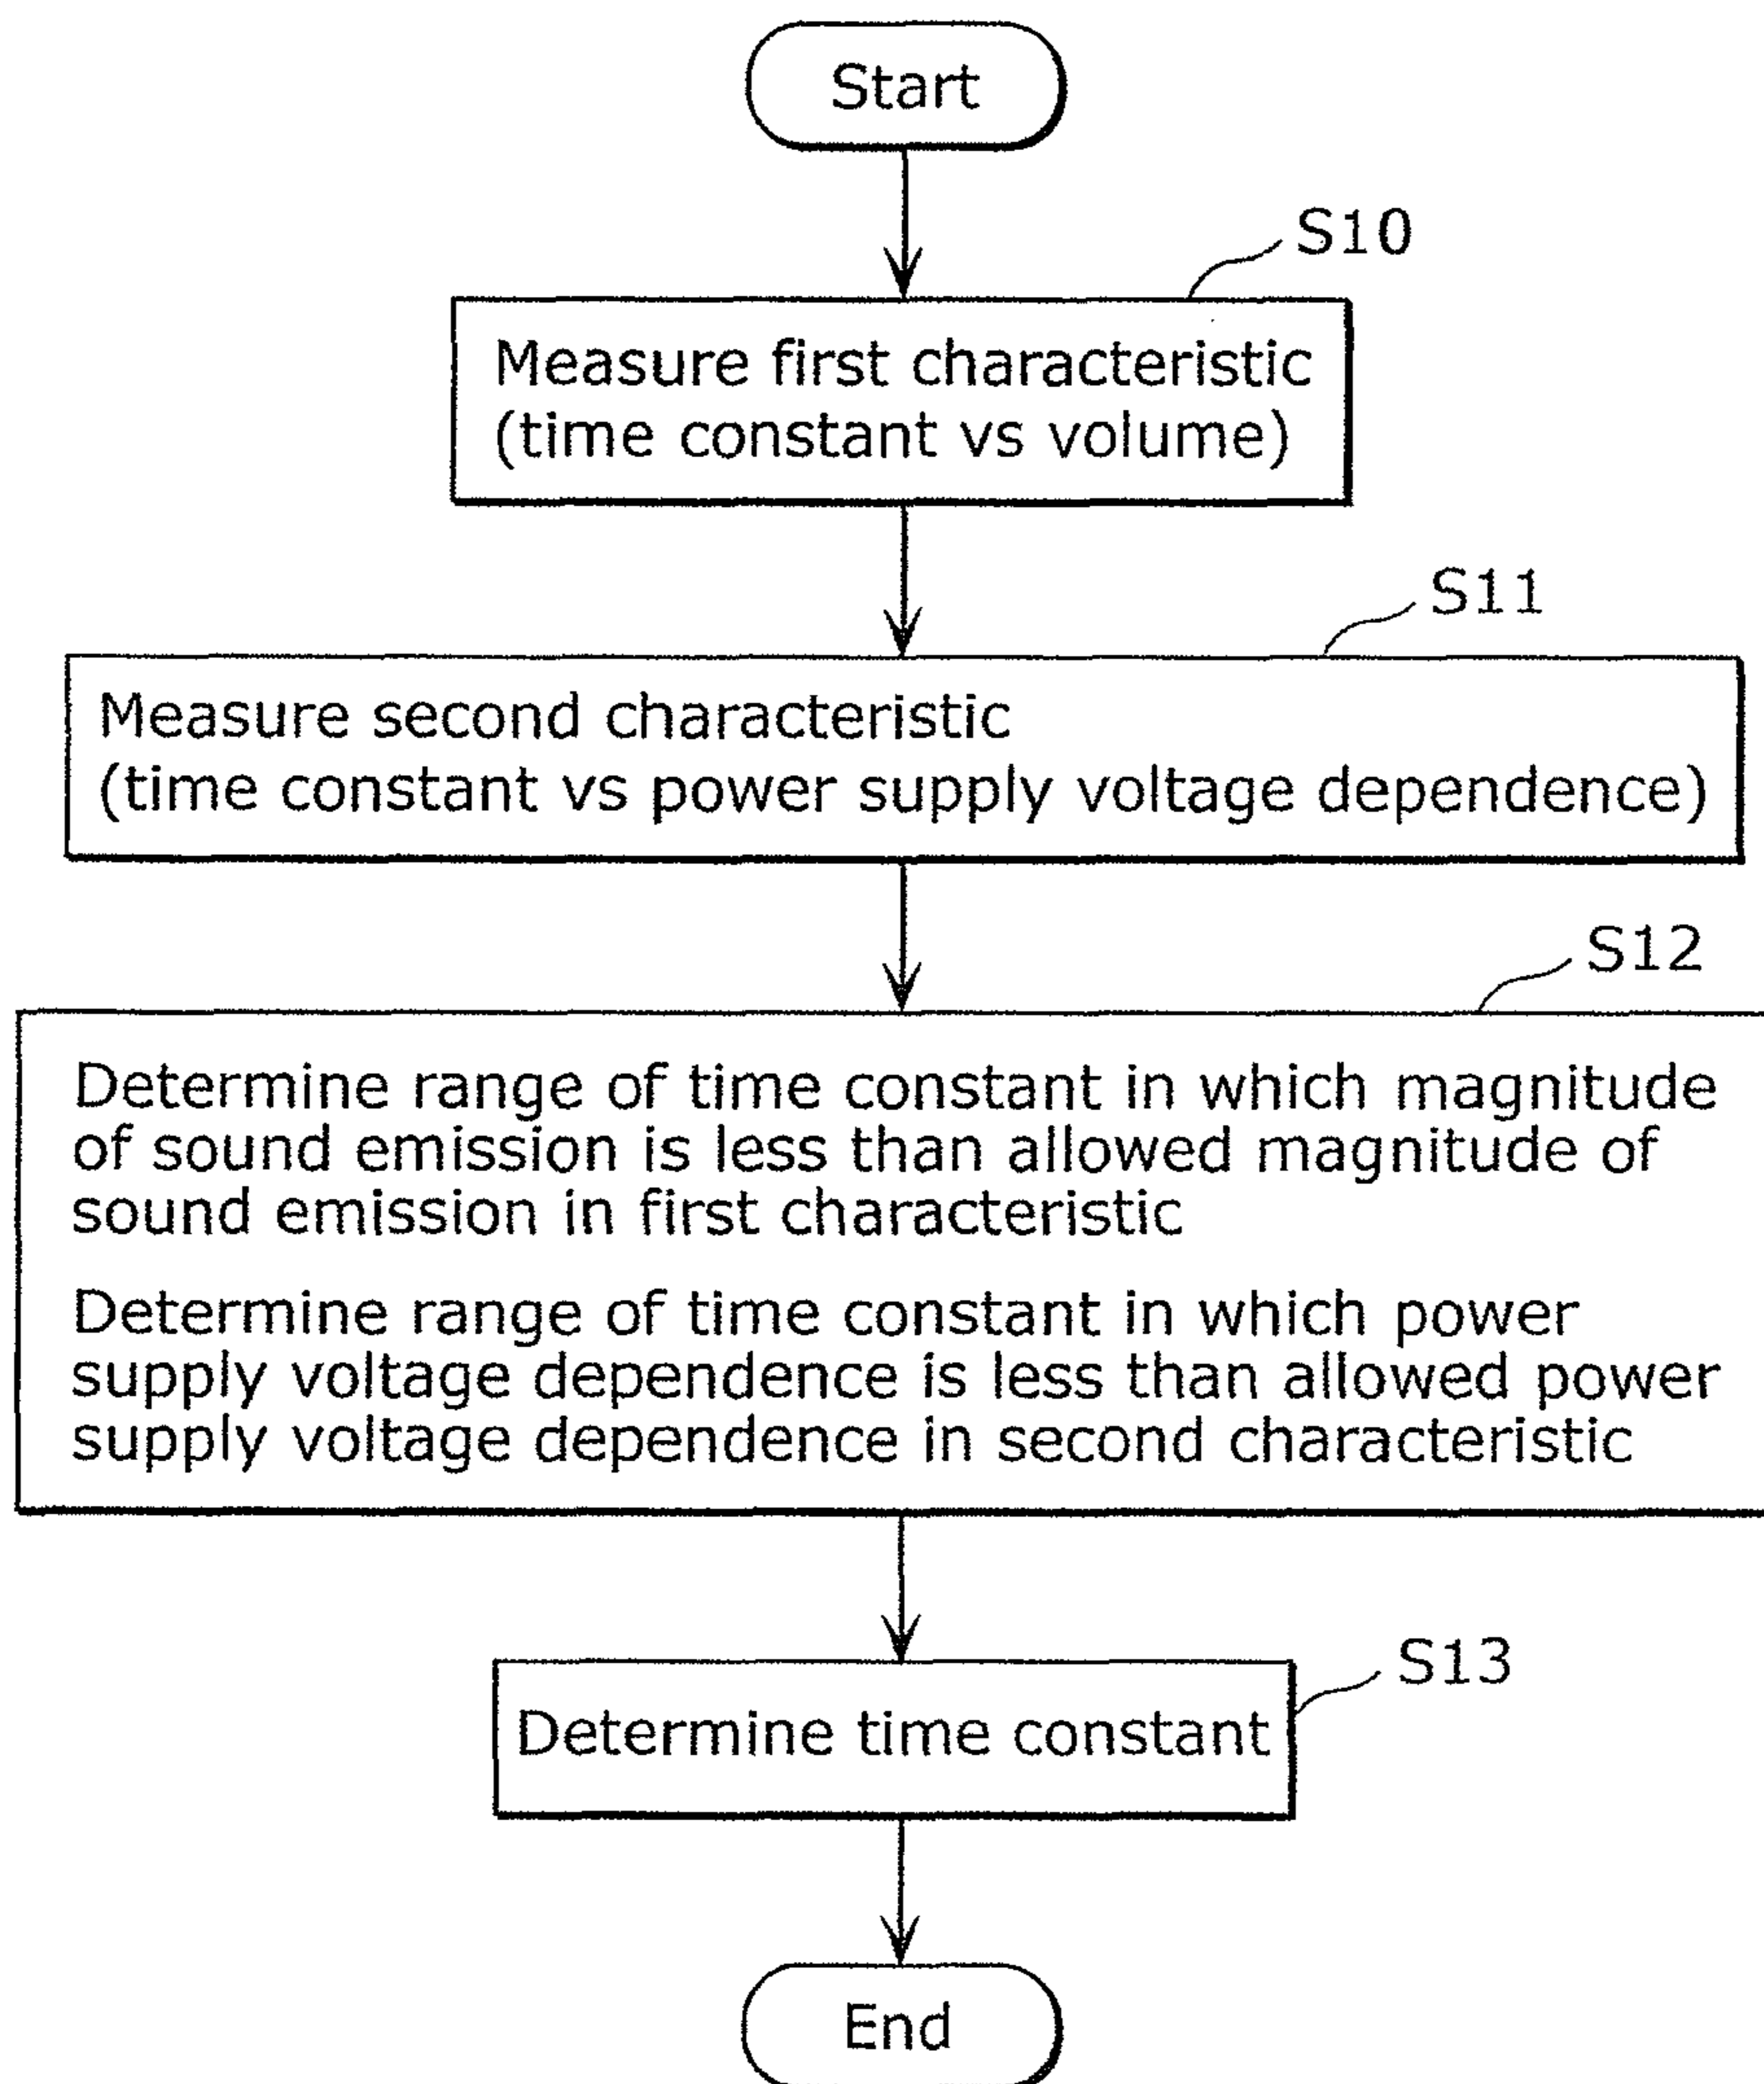 Start
S10
Measure first characteristic
(time constant vs volume)
S11
Measure second characteristic
(time constant vs power supply voltage dependence)
S12
Determine range of time constant in which magnitude
of sound emission is less than allowed magnitude of
sound emission in first characteristic
Determine range of time constant in which power
supply voltage dependence is less than allowed power
supply voltage dependence in second characteristic
S13
Determine time constant
End